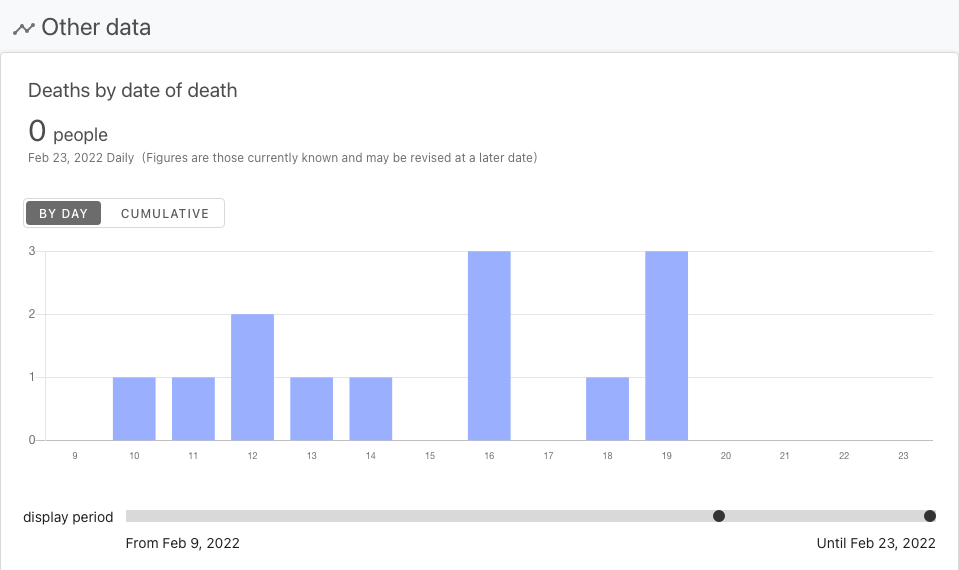 Other data
Deaths by date of death
0 people
Feb 23, 2022 Daily (Figures are those currently known and may be revised at a later date)
BY DAY CUMULATIVE
3
2
1
0
9 10 11 12 13 14 15 16 17 18 19 20 21 22 23
display period
From Feb 9, 2022 Until Feb 23, 2022